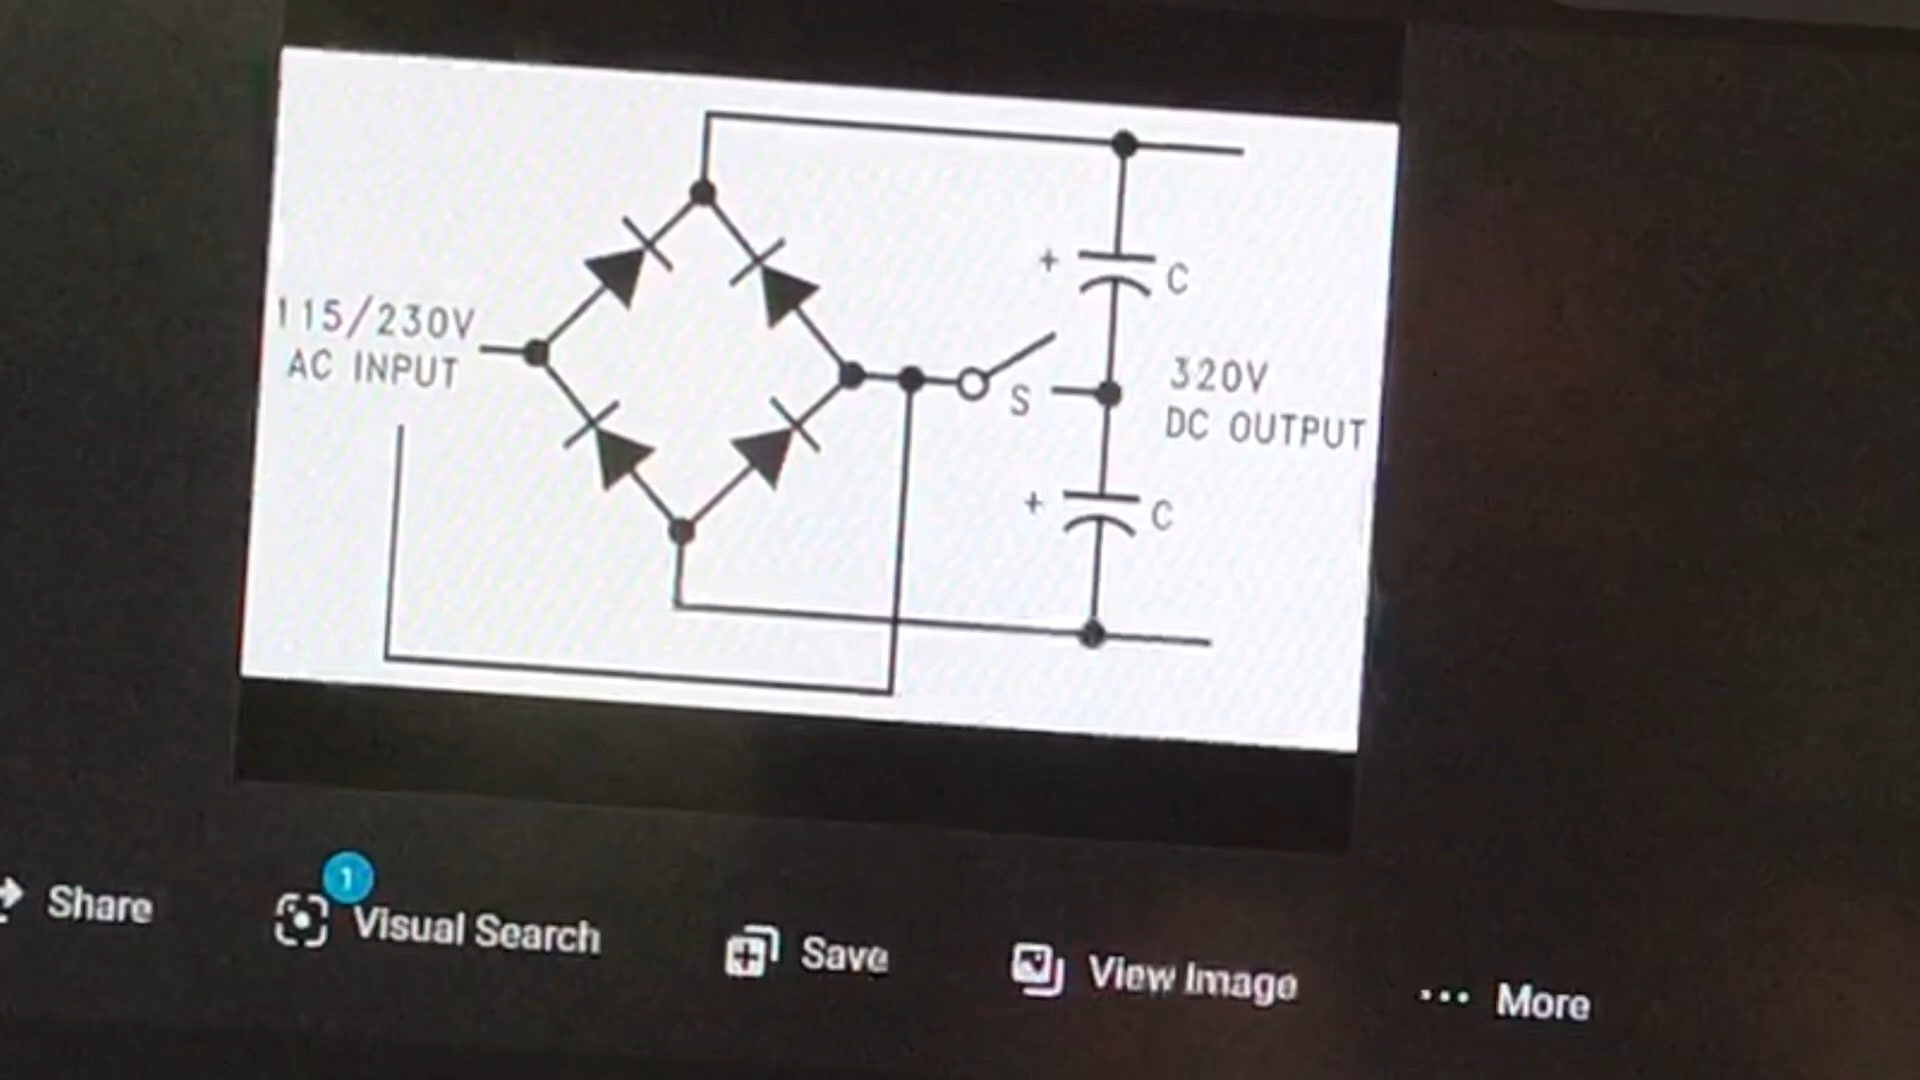 115/230V
AC INPUT
+
C
S
320V
DC OUTPUT
+
C
1
Share
Visual Search
Save
View Image
... More